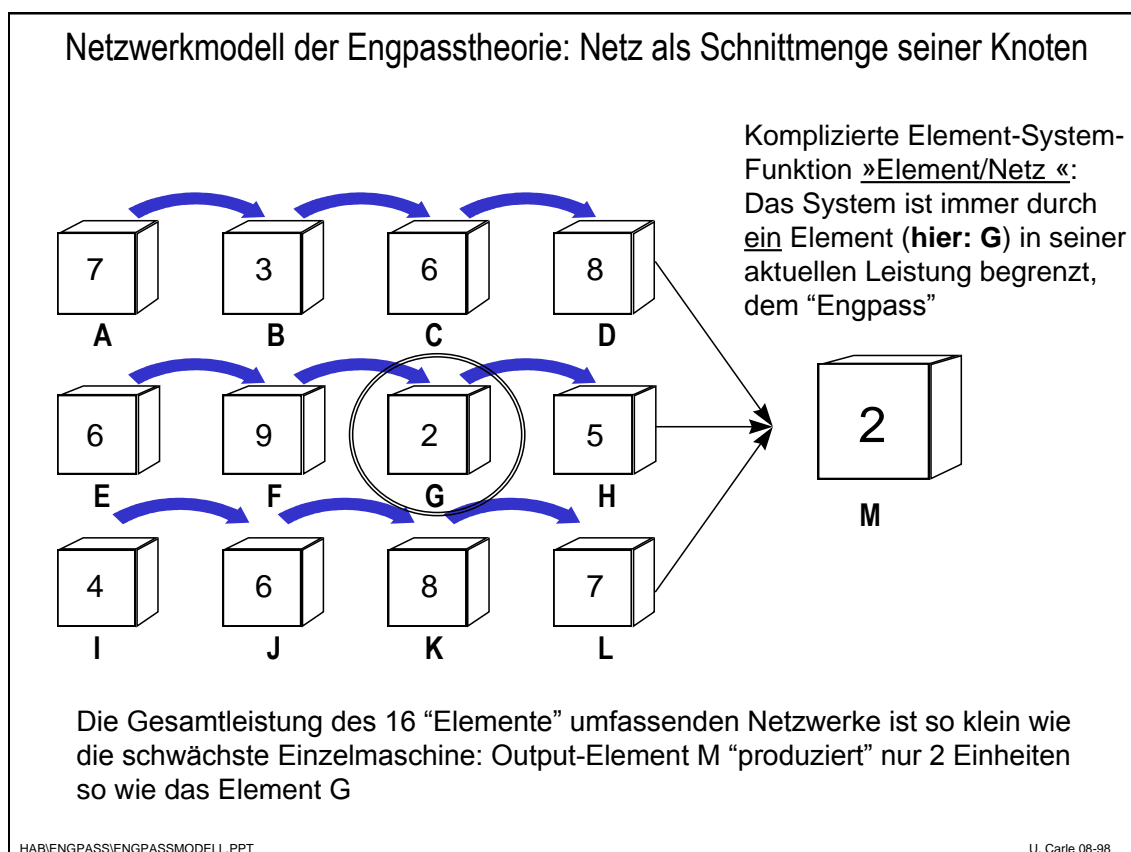 Netzwerkmodell der Engpasstheorie: Netz als Schnittmenge seiner Knoten
Komplizierte Element-System-
Funktion »Element/Netz «:
Das System ist immer durch
ein Element (hier: G) in seiner
aktuellen Leistung begrenzt,
dem “Engpass”
7 3 6 8
A B C D
6 9 2 5
E F G H
4 6 8 7
I J K L
2
M
Die Gesamtleistung des 16 “Elemente” umfassenden Netzwerke ist so klein wie
die schwächste Einzelmaschine: Output-Element M “produziert” nur 2 Einheiten
so wie das Element G
HAB\ENGPASS\ENGPASSMODELL.PPT
U. Carle 08-98